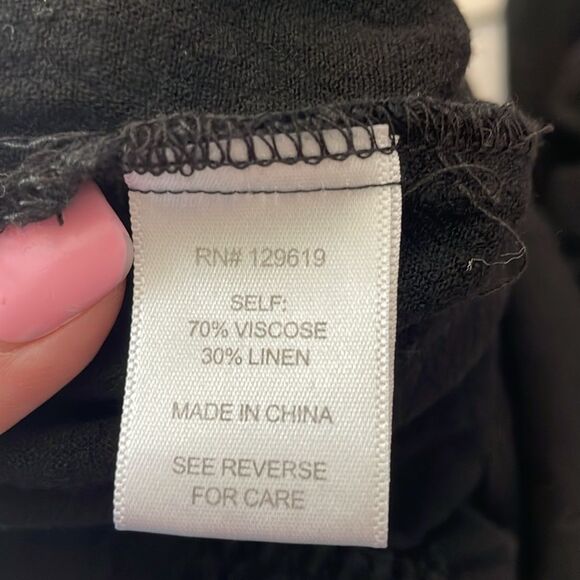 RN# 129619
SELF:
70% VISCOSE
30% LINEN
MADE IN CHINA
SEE REVERSE
FOR CARE